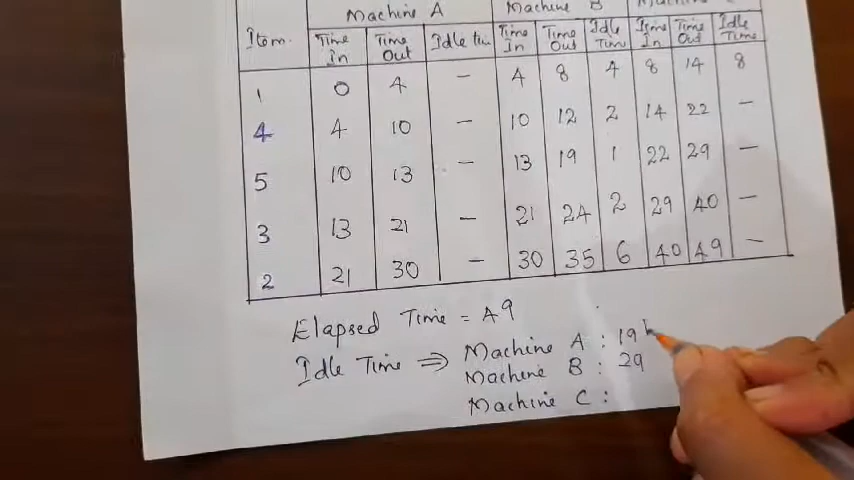 Machine A Machine B Machine
Item Time In Time Out Idle tim Time In Time Out Idle Time Time In Time Out Idle Time
1 0 4 - 4 8 4 8 14 8
4 4 10 - 10 12 2 14 22 -
5 10 13 - 13 19 1 22 29 -
3 13 21 - 21 24 2 29 40 -
2 21 30 - 30 35 6 40 49 -
Elapsed Time = 49
Idle Time ⇒ Machine A : 19 h
Machine B : 29
Machine C :